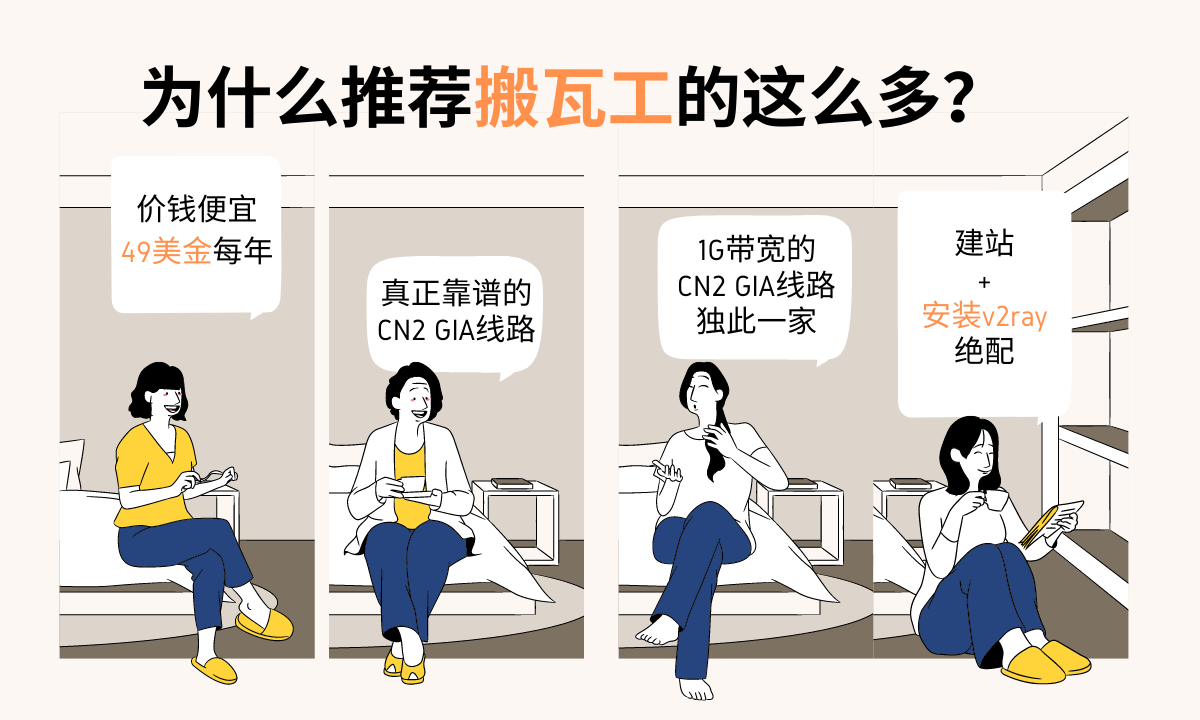 为什么推荐搬瓦工的这么多？
价钱便宜
49美金每年
真正靠谱的
CN2 GIA线路
1G带宽的
CN2 GIA线路
独此一家
建站
+
安装v2ray
绝配